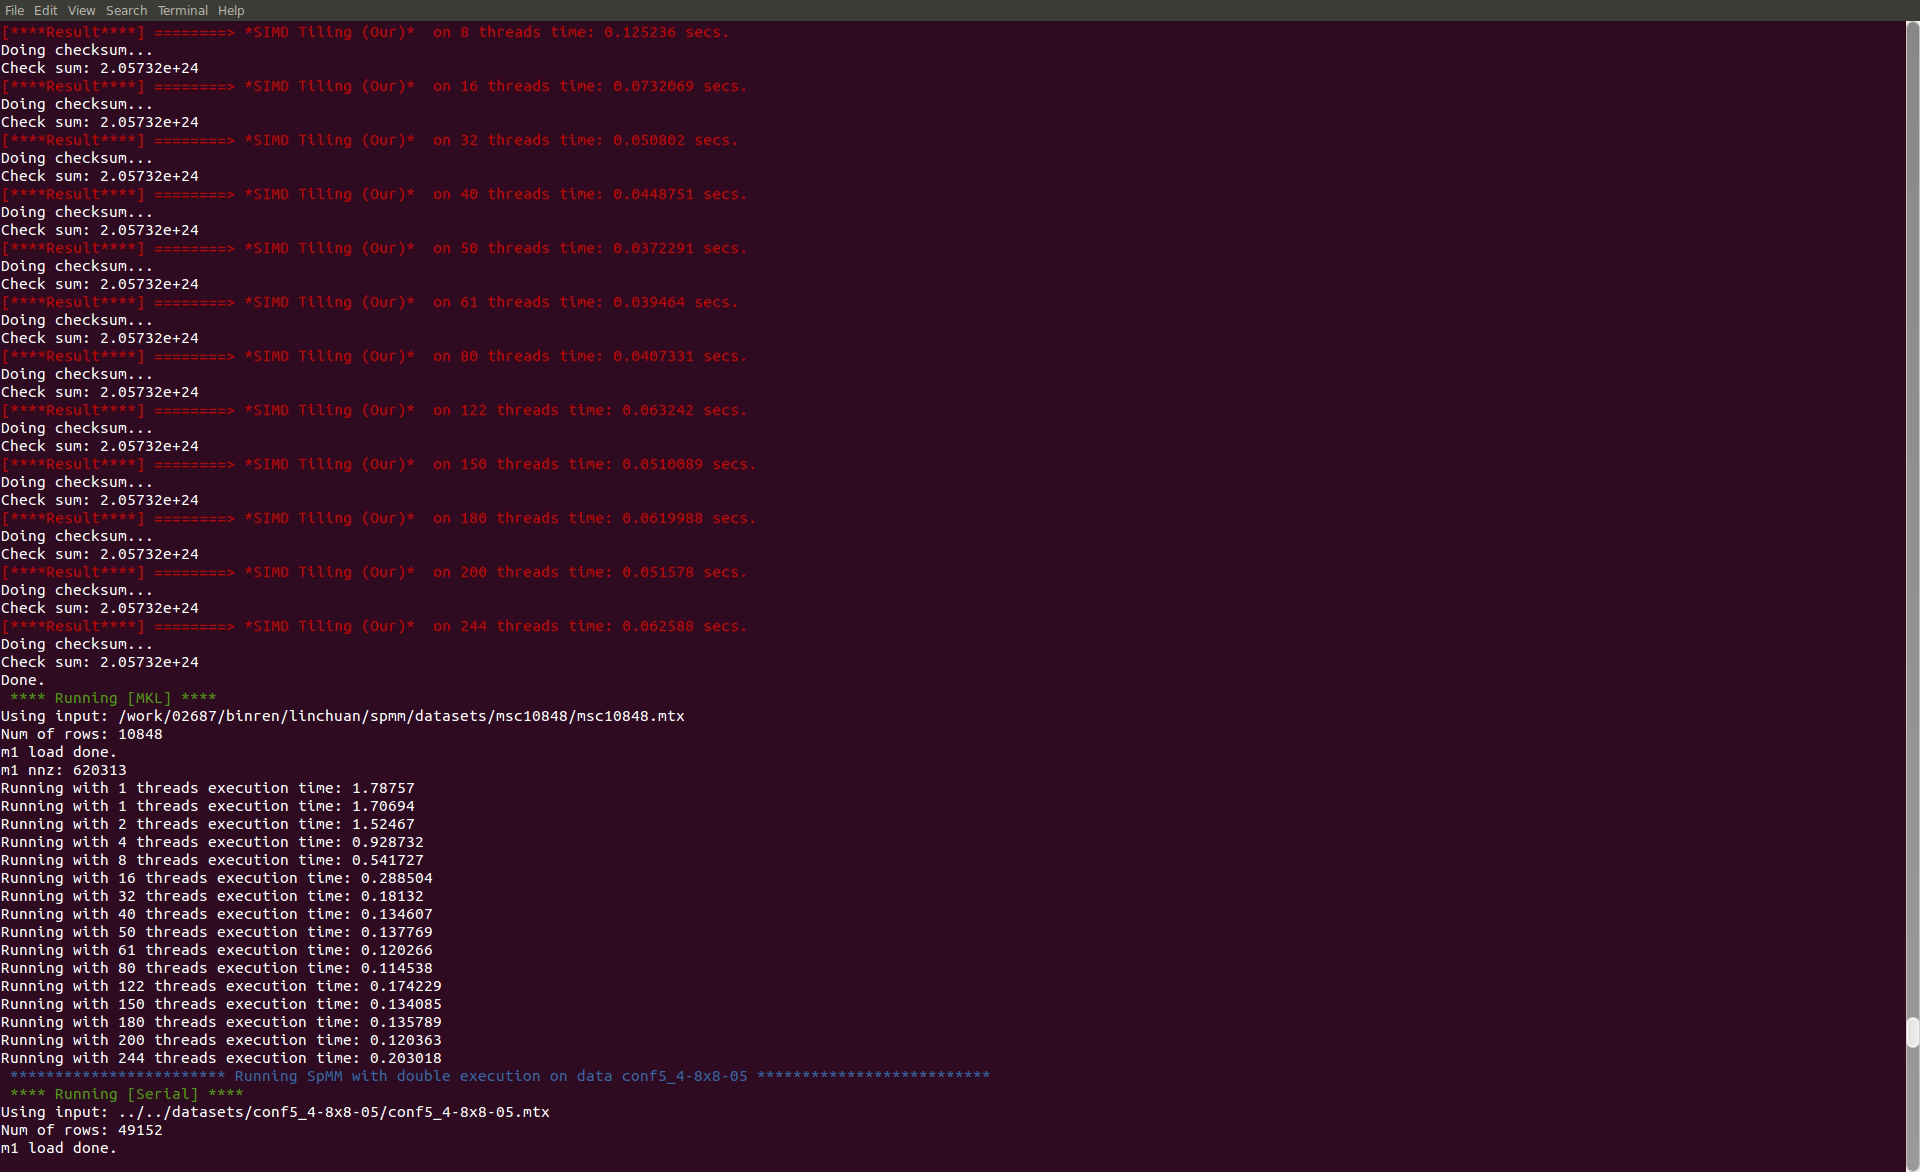 File Edit View Search Terminal Help
[****Result****] ========> *SIMD Tiling (Our)*  on 8 threads time: 0.125236 secs.
Doing checksum...
Check sum: 2.05732e+24
[****Result****] ========> *SIMD Tiling (Our)*  on 16 threads time: 0.0732069 secs.
Doing checksum...
Check sum: 2.05732e+24
[****Result****] ========> *SIMD Tiling (Our)*  on 32 threads time: 0.050802 secs.
Doing checksum...
Check sum: 2.05732e+24
[****Result****] ========> *SIMD Tiling (Our)*  on 40 threads time: 0.0448751 secs.
Doing checksum...
Check sum: 2.05732e+24
[****Result****] ========> *SIMD Tiling (Our)*  on 50 threads time: 0.0372291 secs.
Doing checksum...
Check sum: 2.05732e+24
[****Result****] ========> *SIMD Tiling (Our)*  on 61 threads time: 0.039464 secs.
Doing checksum...
Check sum: 2.05732e+24
[****Result****] ========> *SIMD Tiling (Our)*  on 80 threads time: 0.0407331 secs.
Doing checksum...
Check sum: 2.05732e+24
[****Result****] ========> *SIMD Tiling (Our)*  on 122 threads time: 0.063242 secs.
Doing checksum...
Check sum: 2.05732e+24
[****Result****] ========> *SIMD Tiling (Our)*  on 150 threads time: 0.0510089 secs.
Doing checksum...
Check sum: 2.05732e+24
[****Result****] ========> *SIMD Tiling (Our)*  on 180 threads time: 0.0619988 secs.
Doing checksum...
Check sum: 2.05732e+24
[****Result****] ========> *SIMD Tiling (Our)*  on 200 threads time: 0.051578 secs.
Doing checksum...
Check sum: 2.05732e+24
[****Result****] ========> *SIMD Tiling (Our)*  on 244 threads time: 0.062588 secs.
Doing checksum...
Check sum: 2.05732e+24
Done.
 **** Running [MKL] ****
Using input: /work/02687/binren/linchuan/spmm/datasets/msc10848/msc10848.mtx
Num of rows: 10848
m1 load done.
m1 nnz: 620313
Running with 1 threads execution time: 1.78757
Running with 1 threads execution time: 1.70694
Running with 2 threads execution time: 1.52467
Running with 4 threads execution time: 0.928732
Running with 8 threads execution time: 0.541727
Running with 16 threads execution time: 0.288504
Running with 32 threads execution time: 0.18132
Running with 40 threads execution time: 0.134607
Running with 50 threads execution time: 0.137769
Running with 61 threads execution time: 0.120266
Running with 80 threads execution time: 0.114538
Running with 122 threads execution time: 0.174229
Running with 150 threads execution time: 0.134085
Running with 180 threads execution time: 0.135789
Running with 200 threads execution time: 0.120363
Running with 244 threads execution time: 0.203018
 ************************ Running SpMM with double execution on data conf5_4-8x8-05 **************************
 **** Running [Serial] ****
Using input: ../../datasets/conf5_4-8x8-05/conf5_4-8x8-05.mtx
Num of rows: 49152
m1 load done.